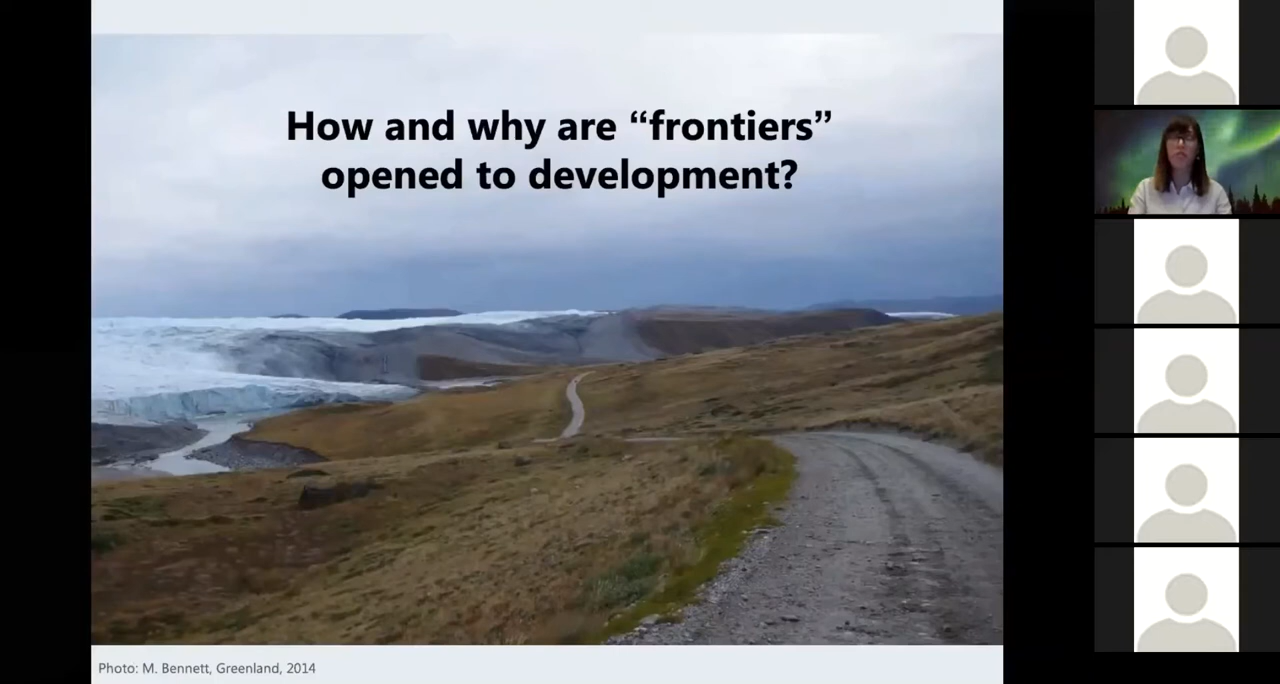 How and why are “frontiers”
opened to development?
Photo: M. Bennett, Greenland, 2014